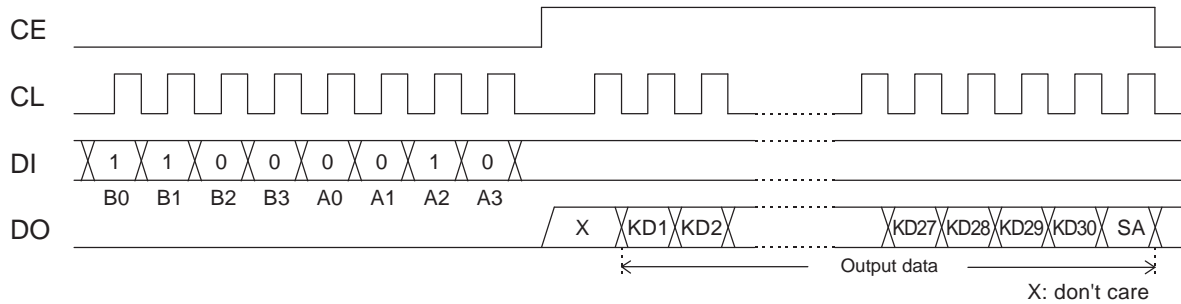 CE
CL
DI 1 1 0 0 0 0 1 0
B0 B1 B2 B3 A0 A1 A2 A3
DO X KD1 KD2 KD27 KD28 KD29 KD30 SA
Output data
X: don't care